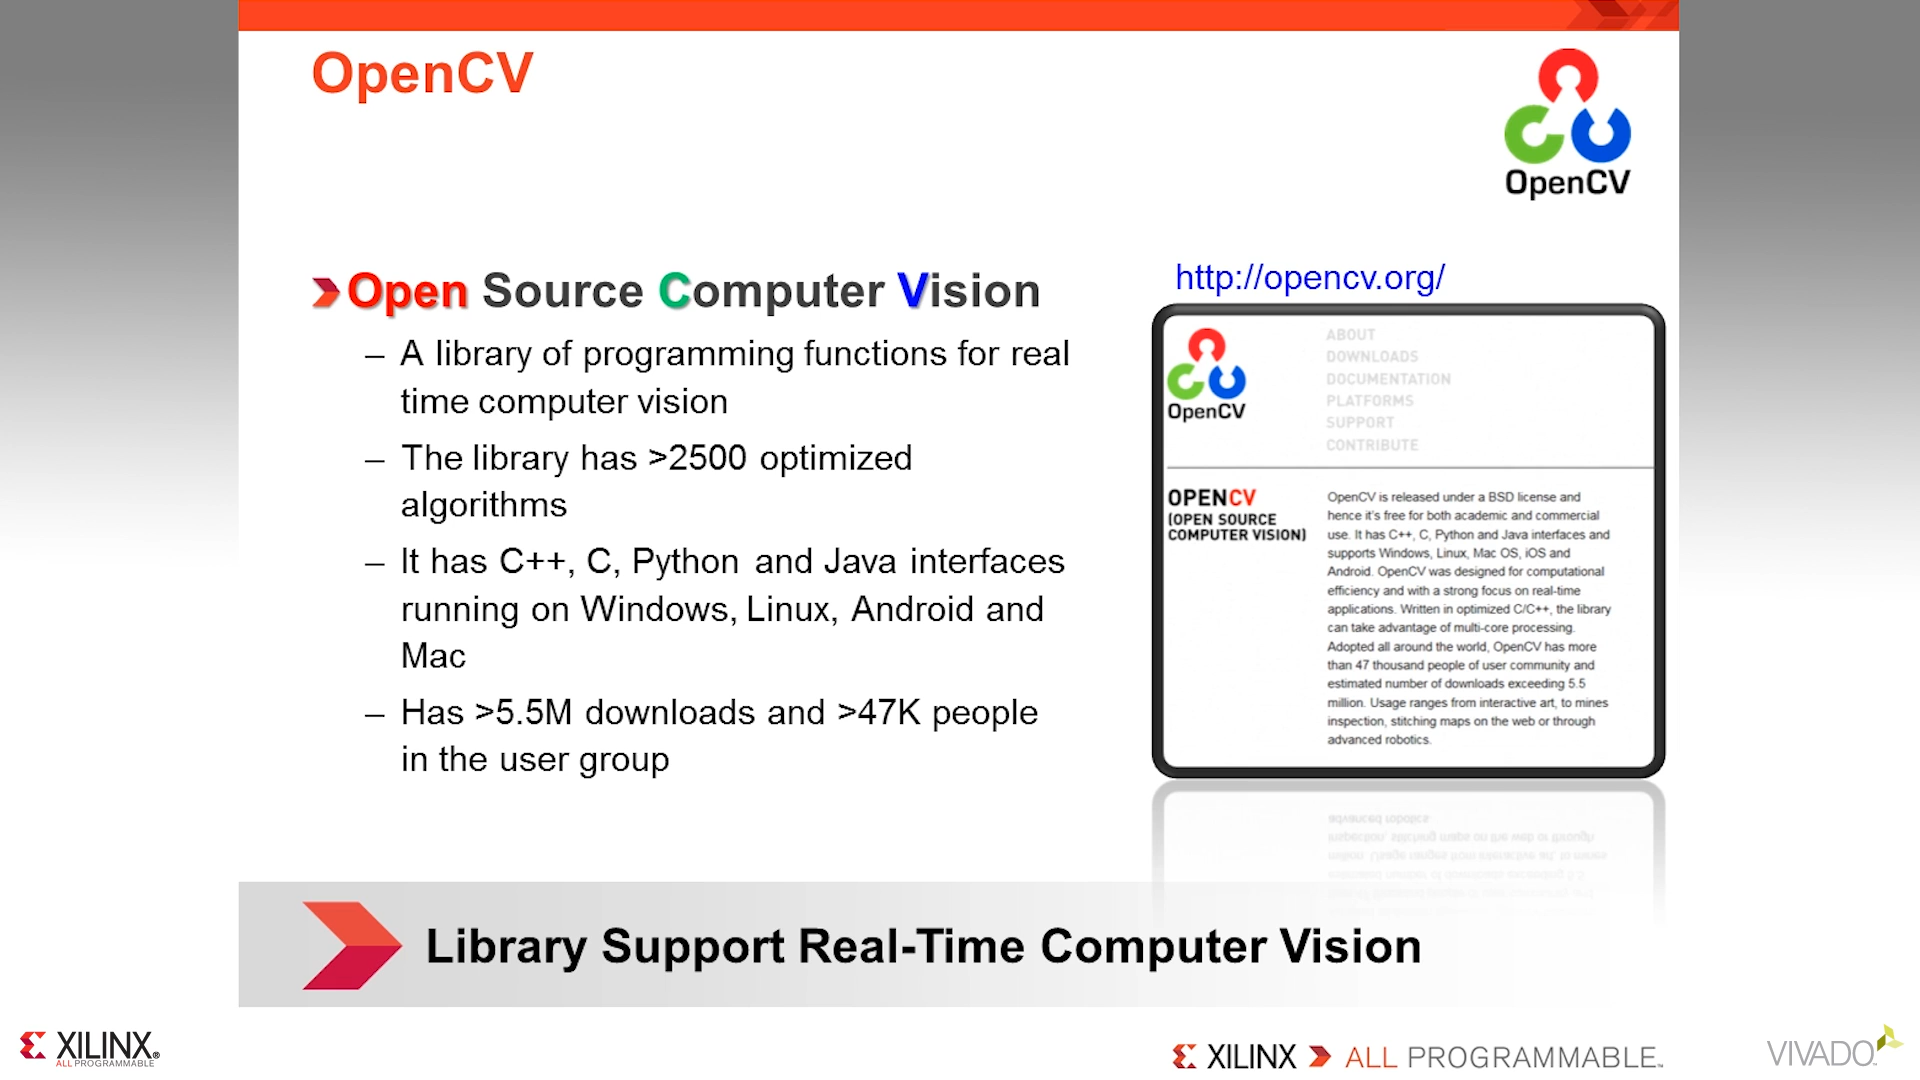 OpenCV
OpenCV
Open Source Computer Vision
– A library of programming functions for real
time computer vision
– The library has >2500 optimized
algorithms
– It has C++, C, Python and Java interfaces
running on Windows, Linux, Android and
Mac
– Has >5.5M downloads and >47K people
in the user group
http://opencv.org/
OpenCV
ABOUT
DOWNLOADS
DOCUMENTATION
PLATFORMS
SUPPORT
CONTRIBUTE
OPENCV
(OPEN SOURCE
COMPUTER VISION)
OpenCV is released under a BSD license and
hence it's free for both academic and commercial
use. It has C++, C, Python and Java interfaces and
supports Windows, Linux, Mac OS, iOS and
Android. OpenCV was designed for computational
efficiency and with a strong focus on real-time
applications. Written in optimized C/C++, the library
can take advantage of multi-core processing.
Adopted all around the world, OpenCV has more
than 47 thousand people of user community and
estimated number of downloads exceeding 5.5
million. Usage ranges from interactive art, to mines
inspection, stitching maps on the web or through
advanced robotics.
Library Support Real-Time Computer Vision
XILINX®
ALL PROGRAMMABLE
XILINX ALL PROGRAMMABLE™
VIVADO™